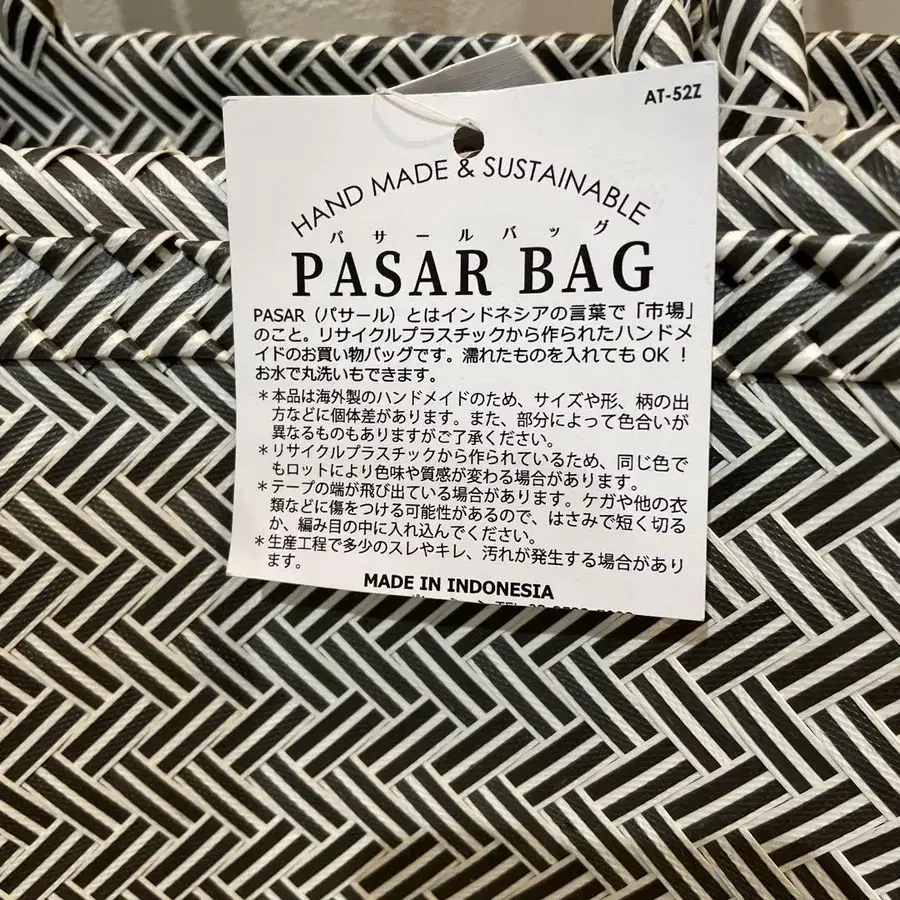 AT-52Z
HAND MADE & SUSTAINABLE
パサールバッグ
PASAR BAG
PASAR（パサール）とはインドネシアの言葉で「市場」
のこと。リサイクルプラスチックから作られたハンドメ
イドのお買い物バッグです。濡れたものを入れても OK！
お水で丸洗いもできます。
＊本品は海外製のハンドメイドのため、サイズや形、柄の出
方などに個体差があります。また、部分によって色合いが
異なるものもありますがご了承ください。
＊リサイクルプラスチックから作られているため、同じ色で
もロットにより色味や質感が変わる場合があります。
＊テープの端が飛び出ている場合があります。ケガや他の衣
類などに傷をつける可能性があるので、はさみで短く切る
か、編み目の中に入れ込んでください。
＊生産工程で多少のスレやキレ、汚れが発生する場合があり
ます。
MADE IN INDONESIA